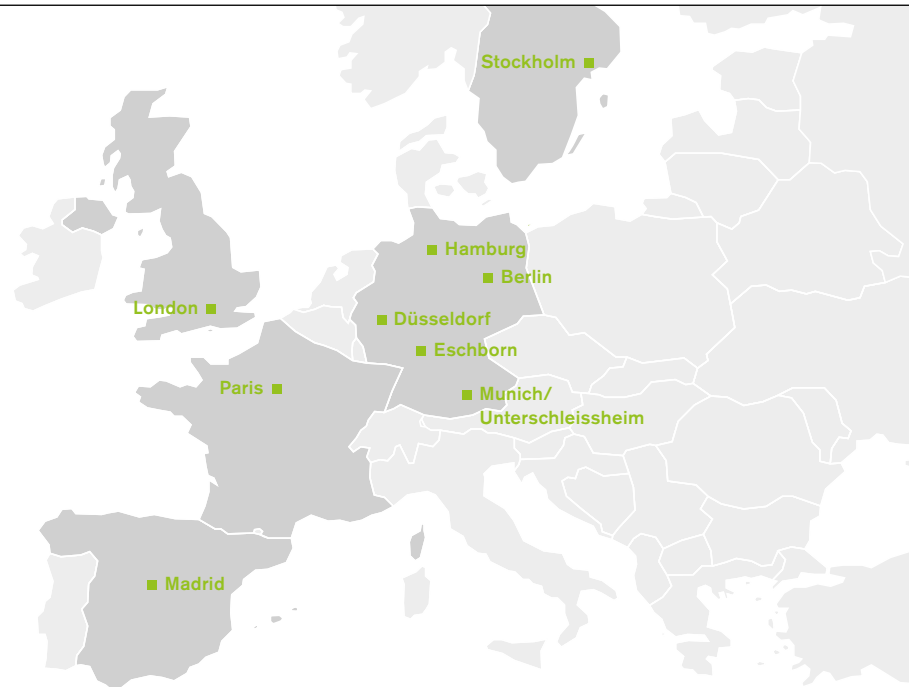 Stockholm
Hamburg
Berlin
London
Düsseldorf
Eschborn
Paris
Munich/
Unterschleissheim
Madrid